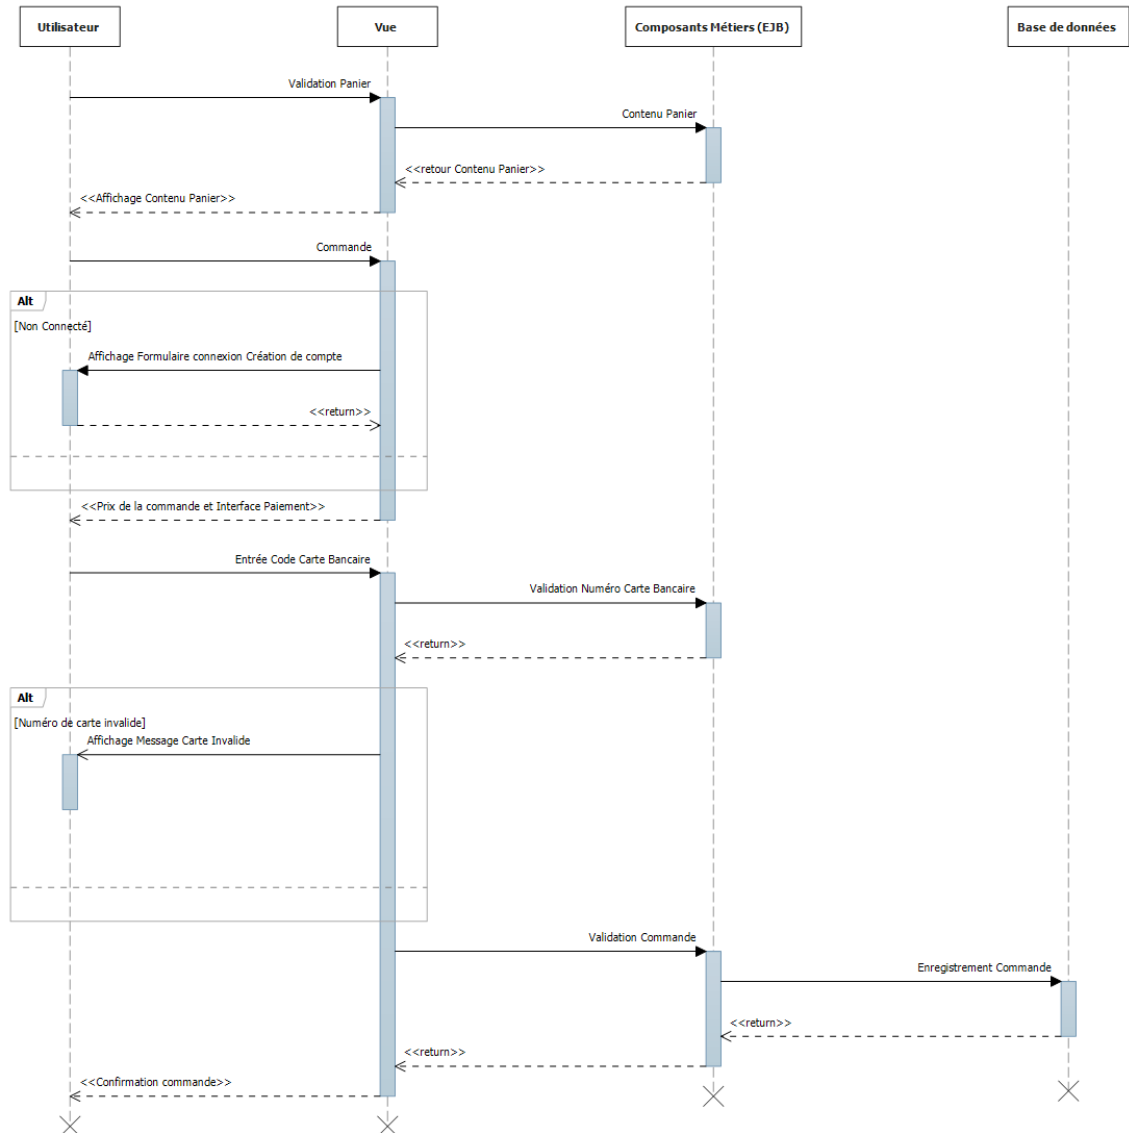 Utilisateur
Vue
Composants Métiers (EJB)
Base de données
Validation Panier
Contenu Panier
<<retour Contenu Panier>>
<<Affichage Contenu Panier>>
Commande
Alt
[Non Connecté]
Affichage Formulaire connexion Création de compte
<<return>>
<<Prix de la commande et Interface Paiement>>
Entrée Code Carte Bancaire
Validation Numéro Carte Bancaire
<<return>>
Alt
[Numéro de carte invalide]
Affichage Message Carte Invalide
Validation Commande
Enregistrement Commande
<<return>>
<<return>>
<<Confirmation commande>>